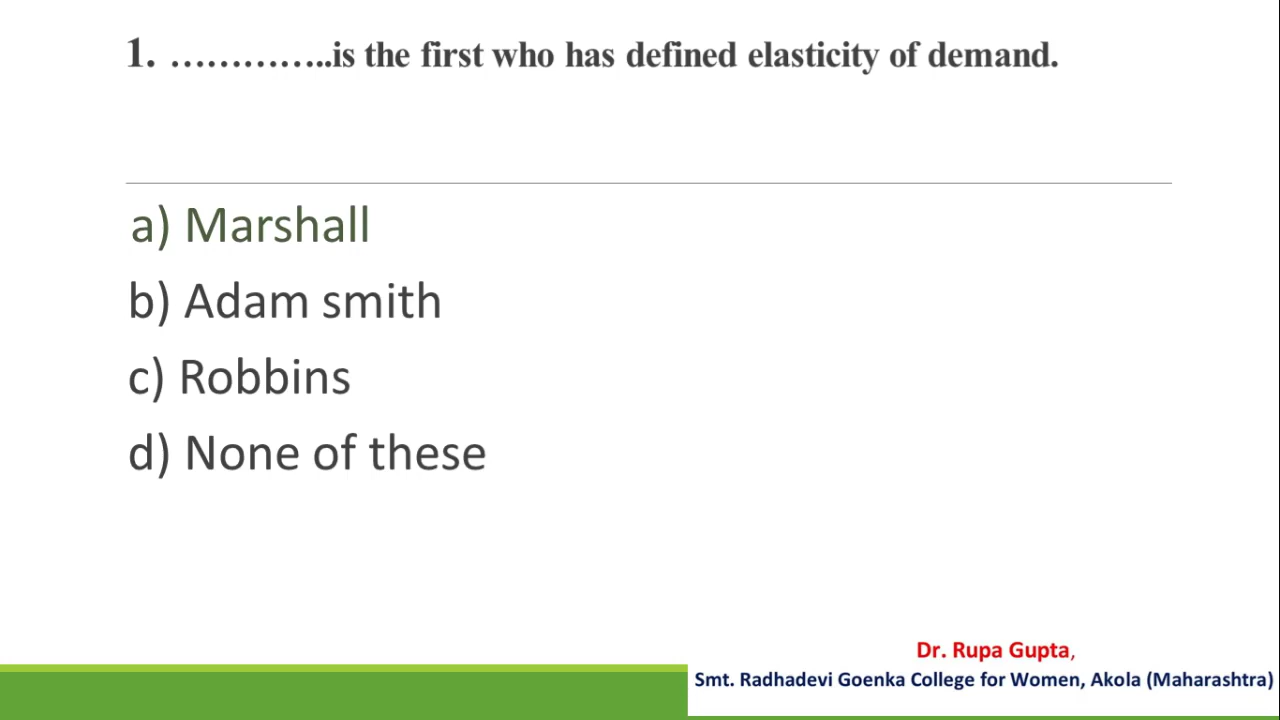 1. …………..is the first who has defined elasticity of demand.
a) Marshall
b) Adam smith
c) Robbins
d) None of these
Dr. Rupa Gupta,
Smt. Radhadevi Goenka College for Women, Akola (Maharashtra)